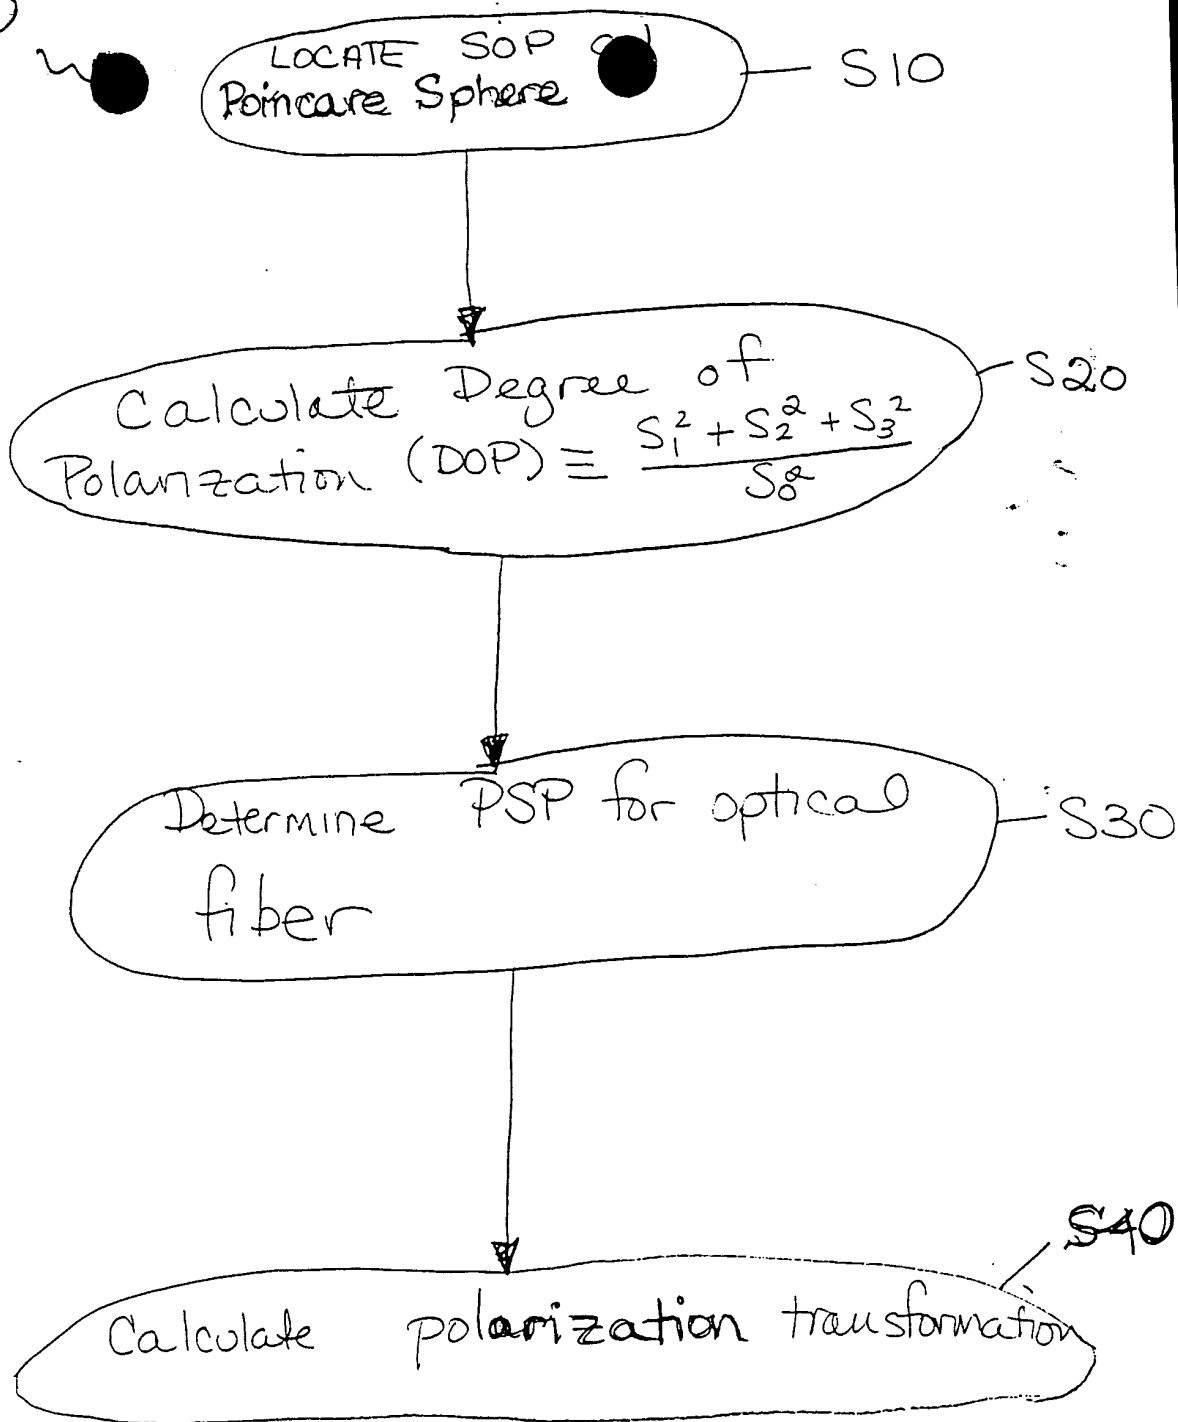 LOCATE SOP
Poincare Sphere
S10
Calculate Degree of
Polarization (DOP) ≡ S₁² + S₂² + S₃² / S₀²
S20
Determine PSP for optical
fiber
S30
S40
Calculate polarization transformation